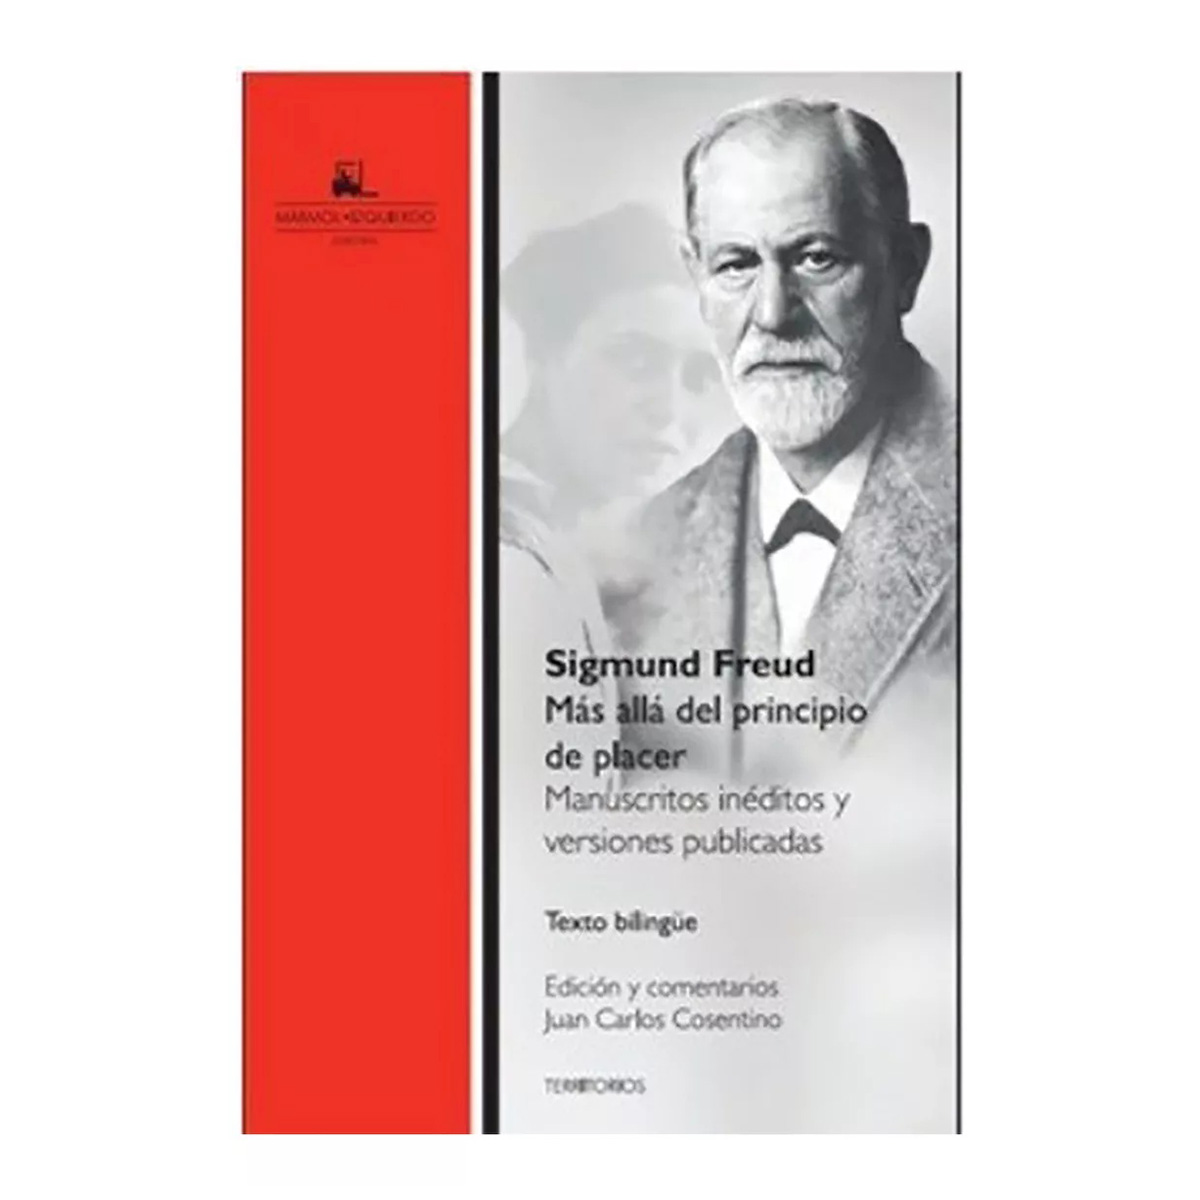 MÁRMOL • IZQUIERDO
EDITORES
Sigmund Freud
Más allá del principio
de placer
Manuscritos inéditos y
versiones publicadas
Texto bilingüe
Edición y comentarios
Juan Carlos Cosentino
TERRITORIOS